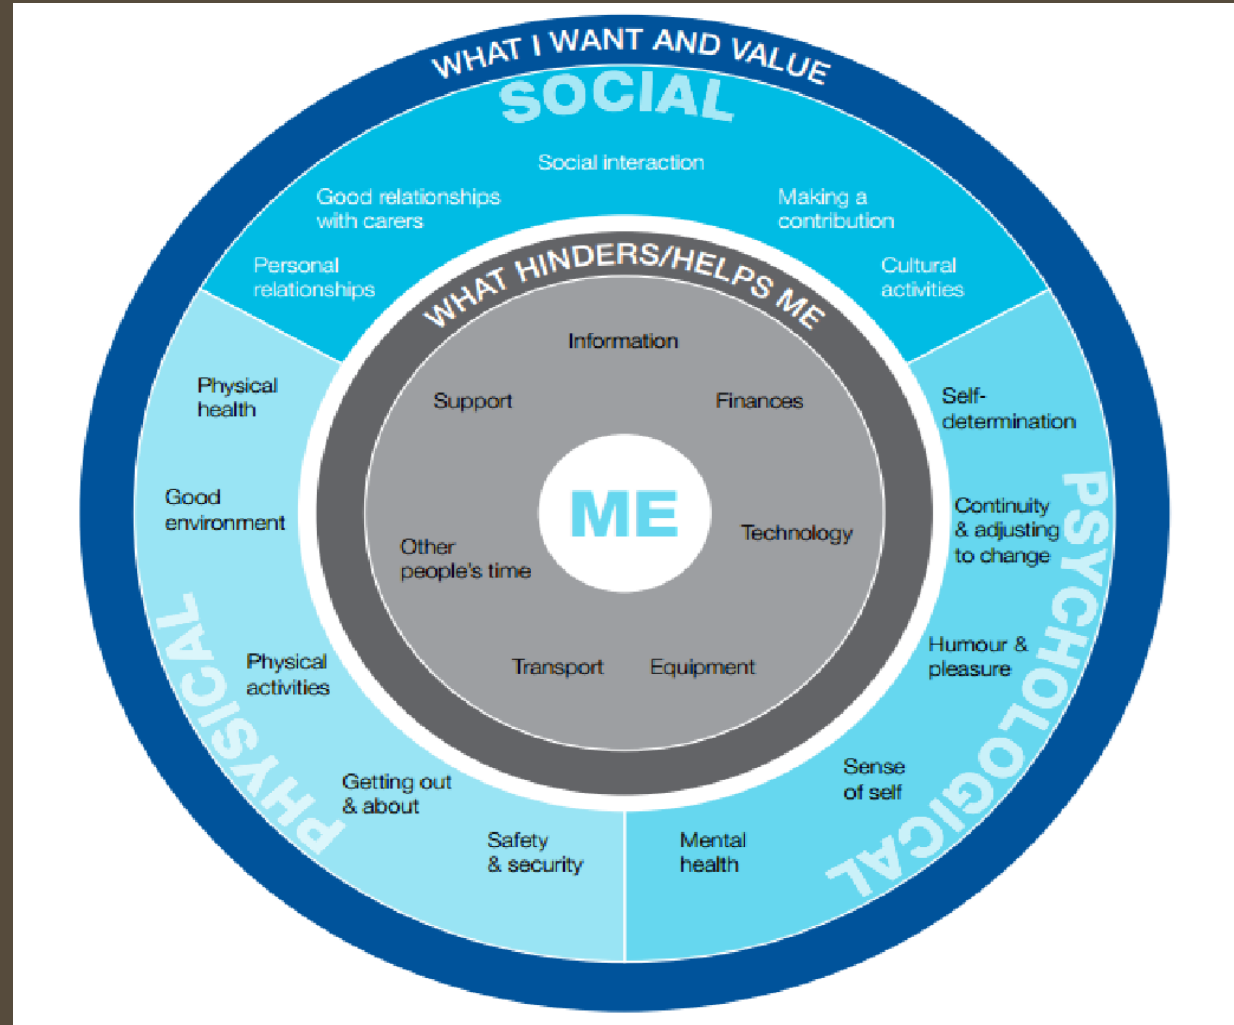 WHAT I WANT AND VALUE
SOCIAL
Social interaction
Good relationships
with carers
Making a
contribution
Personal
relationships
Cultural
activities
WHAT HINDERS/HELPS ME
Information
Support
Finances
ME
Technology
Other
people's time
Transport
Equipment
Physical
health
Good
environment
Physical
activities
Getting out
& about
Safety
& security
PHYSICAL
Self-
determination
Continuity
& adjusting
to change
Humour &
pleasure
Sense
of self
Mental
health
PSYCHOLOGICAL